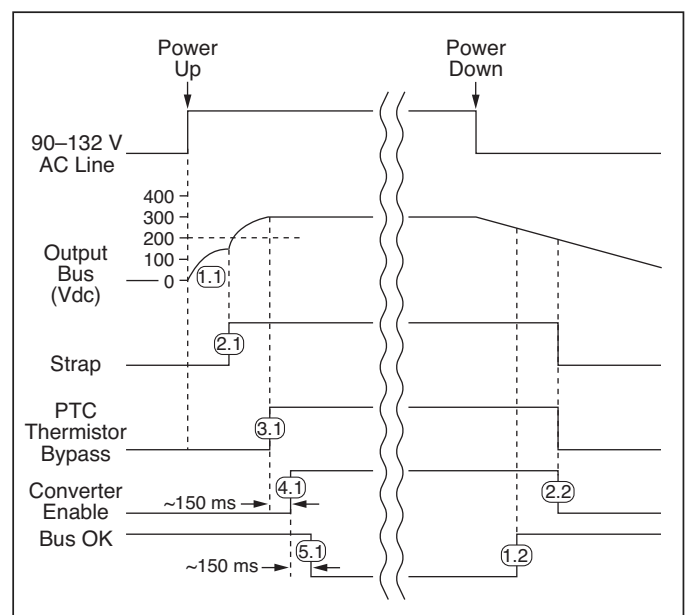 Power
Up
Power
Down
90–132 V
AC Line
400
300
200
100
0
Output
Bus
(Vdc)
1.1
2.1
Strap
PTC
Thermistor
Bypass
3.1
Converter
Enable
~150 ms
4.1
2.2
Bus OK
5.1
1.2
~150 ms